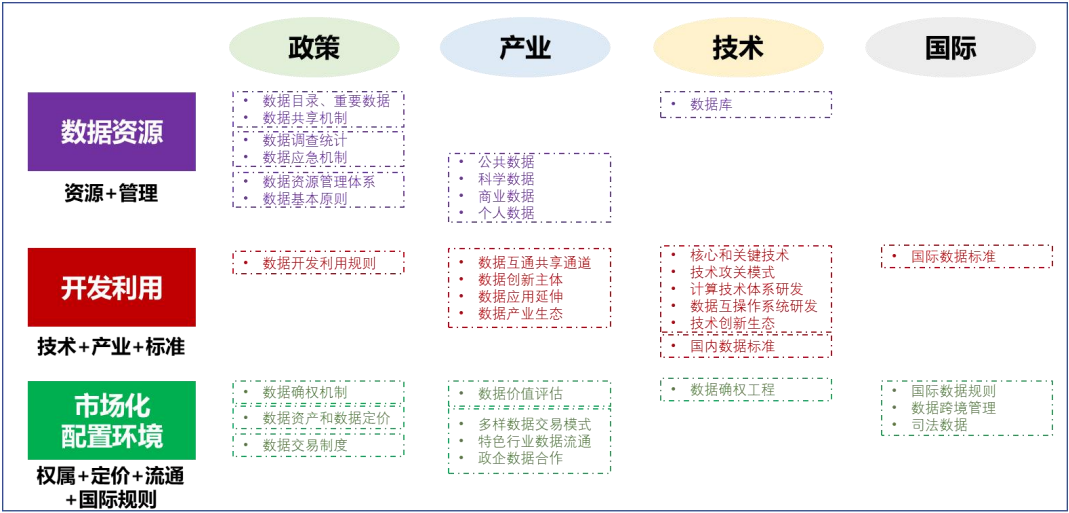 政策
产业
技术
国际
数据资源
资源+管理
数据目录、重要数据
数据共享机制
数据调查统计
数据应急机制
数据资源管理体系
数据基本原则
公共数据
科学数据
商业数据
个人数据
数据库
开发利用
技术+产业+标准
数据开发利用规则
数据互通共享通道
数据创新主体
数据应用延伸
数据产业生态
核心和关键技术
技术攻关模式
计算技术体系研发
数据互操作系统研发
技术创新生态
国内数据标准
国际数据标准
市场化
配置环境
权属+定价+流通
+国际规则
数据确权机制
数据资产和数据定价
数据交易制度
数据价值评估
多样数据交易模式
特色行业数据流通
政企数据合作
数据确权工程
国际数据规则
数据跨境管理
司法数据